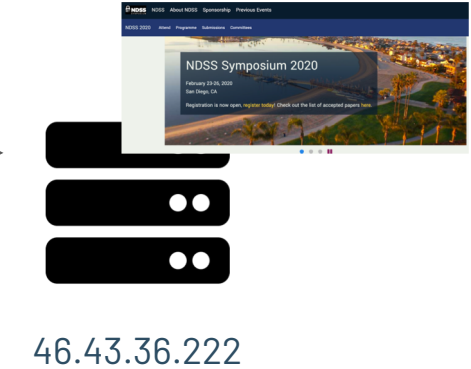 NDSS NDSS About NDSS Sponsorship Previous Events
NDSS 2020 Attend Programme Submissions Committees
NDSS Symposium 2020
February 23-26, 2020
San Diego, CA
Registration is now open, register today! Check out the list of accepted papers here.
46.43.36.222